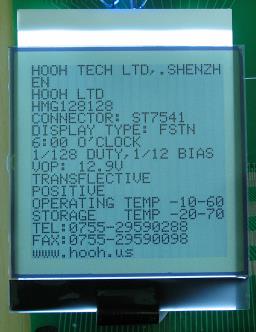 HOOH TECH LTD,.SHENZH
EN
HOOH LTD
HMG128128
CONNECTOR: ST7541
DISPLAY TYPE: FSTN
6:00 O'CLOCK
1/128 DUTY,1/12 BIAS
VOP: 12.9V
TRANSFLECTIVE
POSITIVE
OPERATING TEMP -10-60
STORAGE   TEMP -20-70
TEL:0755-29590288
FAX:0755-29590098
www.hooh.us